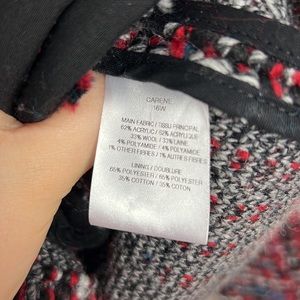 CARENE
16W
MAIN FABRIC / TISSU PRINCIPAL
62% ACRYLIC / 62% ACRYLIQUE
33% WOOL / 33% LAINE
4% POLYAMIDE / 4% POLYAMIDE
1% OTHER FIBRES / 1% AUTRES FIBRES
LINING / DOUBLURE
65% POLYESTER / 65% POLYESTER
35% COTTON / 35% COTON